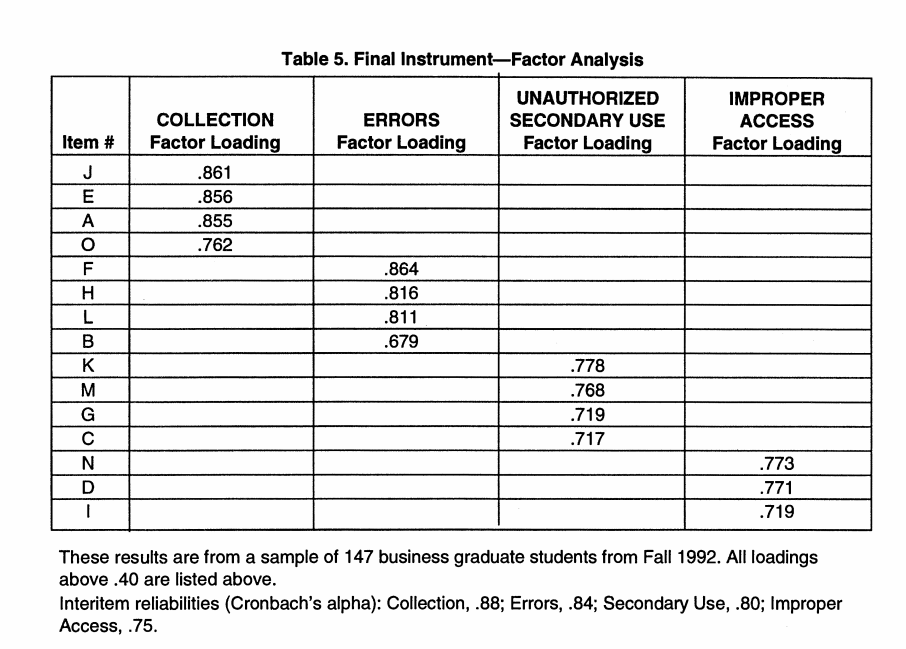 Table 5. Final Instrument—Factor Analysis
Item # COLLECTION Factor Loading ERRORS Factor Loading UNAUTHORIZED SECONDARY USE Factor Loading IMPROPER ACCESS Factor Loading
J .861
E .856
A .855
O .762
F .864
H .816
L .811
B .679
K .778
M .768
G .719
C .717
N .773
D .771
I .719
These results are from a sample of 147 business graduate students from Fall 1992. All loadings
above .40 are listed above.
Interitem reliabilities (Cronbach's alpha): Collection, .88; Errors, .84; Secondary Use, .80; Improper
Access, .75.